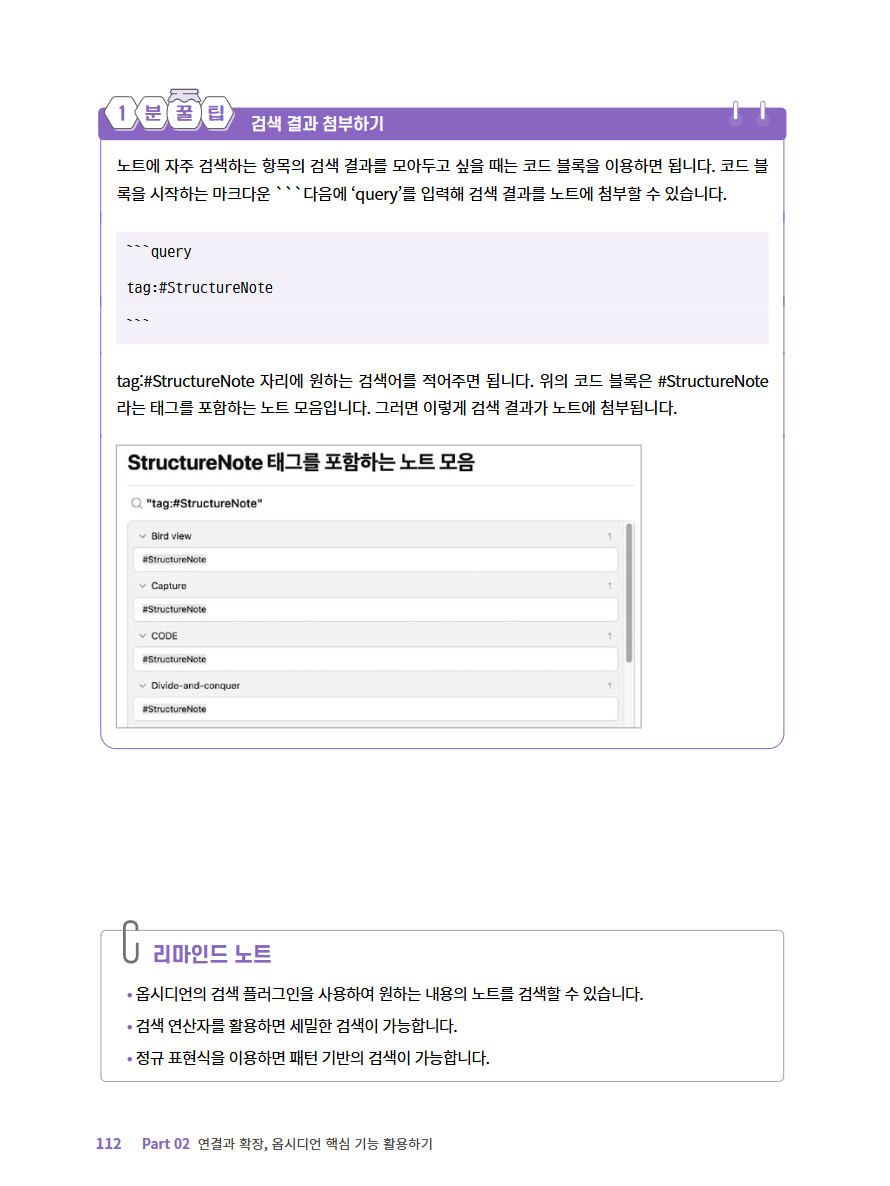 1분꿀팁 검색 결과 첨부하기
노트에 자주 검색하는 항목의 검색 결과를 모아두고 싶을 때는 코드 블록을 이용하면 됩니다. 코드 블
록을 시작하는 마크다운 ```다음에 ‘query’를 입력해 검색 결과를 노트에 첨부할 수 있습니다.
```query
tag:#StructureNote
```
tag:#StructureNote 자리에 원하는 검색어를 적어주면 됩니다. 위의 코드 블록은 #StructureNote
라는 태그를 포함하는 노트 모음입니다. 그러면 이렇게 검색 결과가 노트에 첨부됩니다.
StructureNote 태그를 포함하는 노트 모음
"tag:#StructureNote"
Bird view 1
#StructureNote
Capture 1
#StructureNote
CODE 1
#StructureNote
Divide-and-conquer 1
#StructureNote
리마인드 노트
• 옵시디언의 검색 플러그인을 사용하여 원하는 내용의 노트를 검색할 수 있습니다.
• 검색 연산자를 활용하면 세밀한 검색이 가능합니다.
• 정규 표현식을 이용하면 패턴 기반의 검색이 가능합니다.
112 Part 02 연결과 확장, 옵시디언 핵심 기능 활용하기